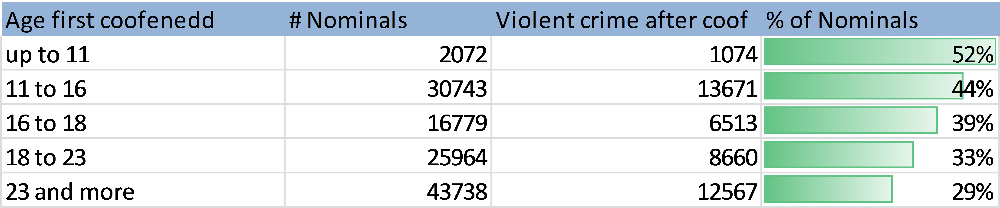 Age first coofenedd # Nominals Violent crime after coof % of Nominals
up to 11 2072 1074 52%
11 to 16 30743 13671 44%
16 to 18 16779 6513 39%
18 to 23 25964 8660 33%
23 and more 43738 12567 29%